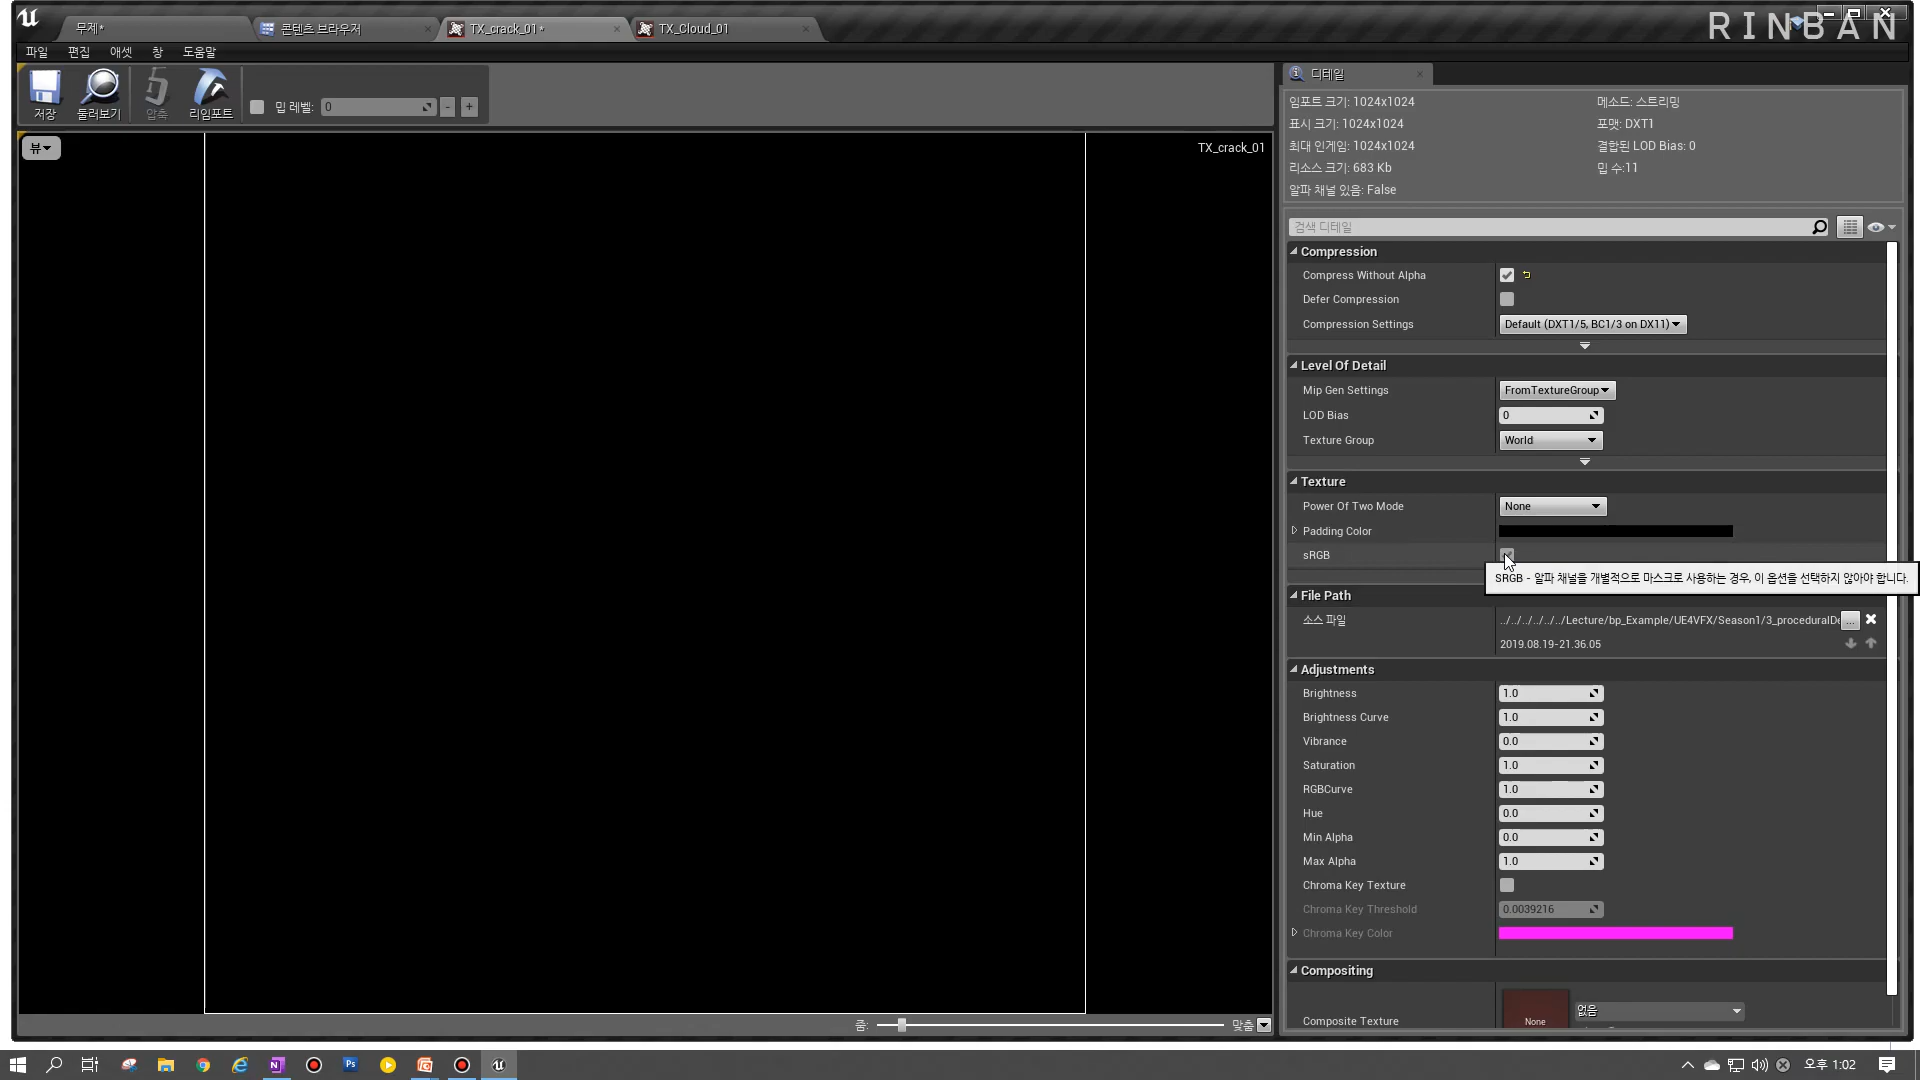 RINBAN
무제*
콘텐츠 브라우저
TX_crack_01*
TX_Cloud_01
파일 편집 애셋 창 도움말
저장
둘러보기
압축
리임포트
밉 레벨: 0
- +
뷰
TX_crack_01
줌:
맞춤
디테일
임포트 크기: 1024x1024
메소드: 스트리밍
표시 크기: 1024x1024
포맷: DXT1
최대 인게임: 1024x1024
결합된 LOD Bias: 0
리소스 크기: 683 Kb
밉 수:11
알파 채널 있음: False
검색 디테일
Compression
Compress Without Alpha
Defer Compression
Compression Settings Default (DXT1/5, BC1/3 on DX11)
Level Of Detail
Mip Gen Settings FromTextureGroup
LOD Bias 0
Texture Group World
Texture
Power Of Two Mode None
Padding Color
sRGB
SRGB - 알파 채널을 개별적으로 마스크로 사용하는 경우, 이 옵션을 선택하지 않아야 합니다.
File Path
소스 파일 ../../../../../../Lecture/bp_Example/UE4VFX/Season1/3_proceduralDe
...
2019.08.19-21.36.05
Adjustments
Brightness 1.0
Brightness Curve 1.0
Vibrance 0.0
Saturation 1.0
RGBCurve 1.0
Hue 0.0
Min Alpha 0.0
Max Alpha 1.0
Chroma Key Texture
Chroma Key Threshold 0.0039216
Chroma Key Color
Compositing
Composite Texture
None
없음
오후 1:02